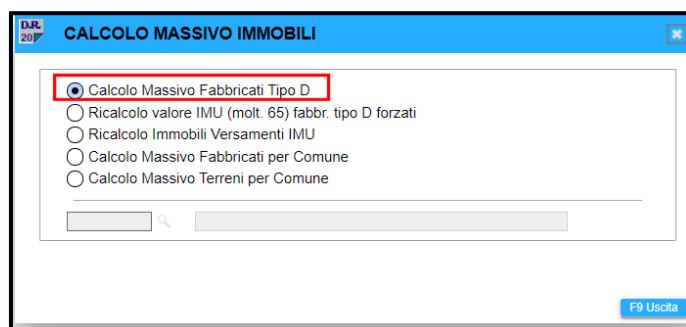 D.R.
20
CALCOLO MASSIVO IMMOBILI
Calcolo Massivo Fabbricati Tipo D
Ricalcolo valore IMU (molt. 65) fabbr. tipo D forzati
Ricalcolo Immobili Versamenti IMU
Calcolo Massivo Fabbricati per Comune
Calcolo Massivo Terreni per Comune
F9 Uscita